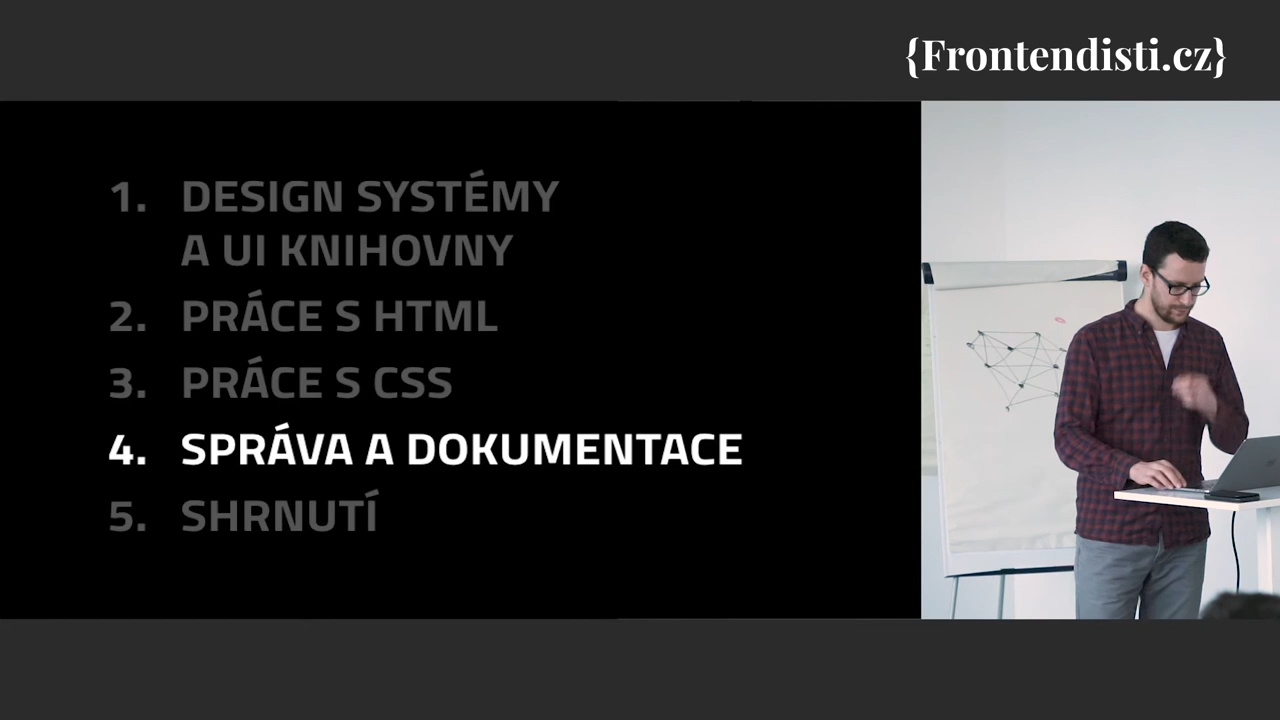 {Frontendisti.cz}
1. DESIGN SYSTÉMY
A UI KNIHOVNY
2. PRÁCE S HTML
3. PRÁCE S CSS
4. SPRÁVA A DOKUMENTACE
5. SHRNUTÍ